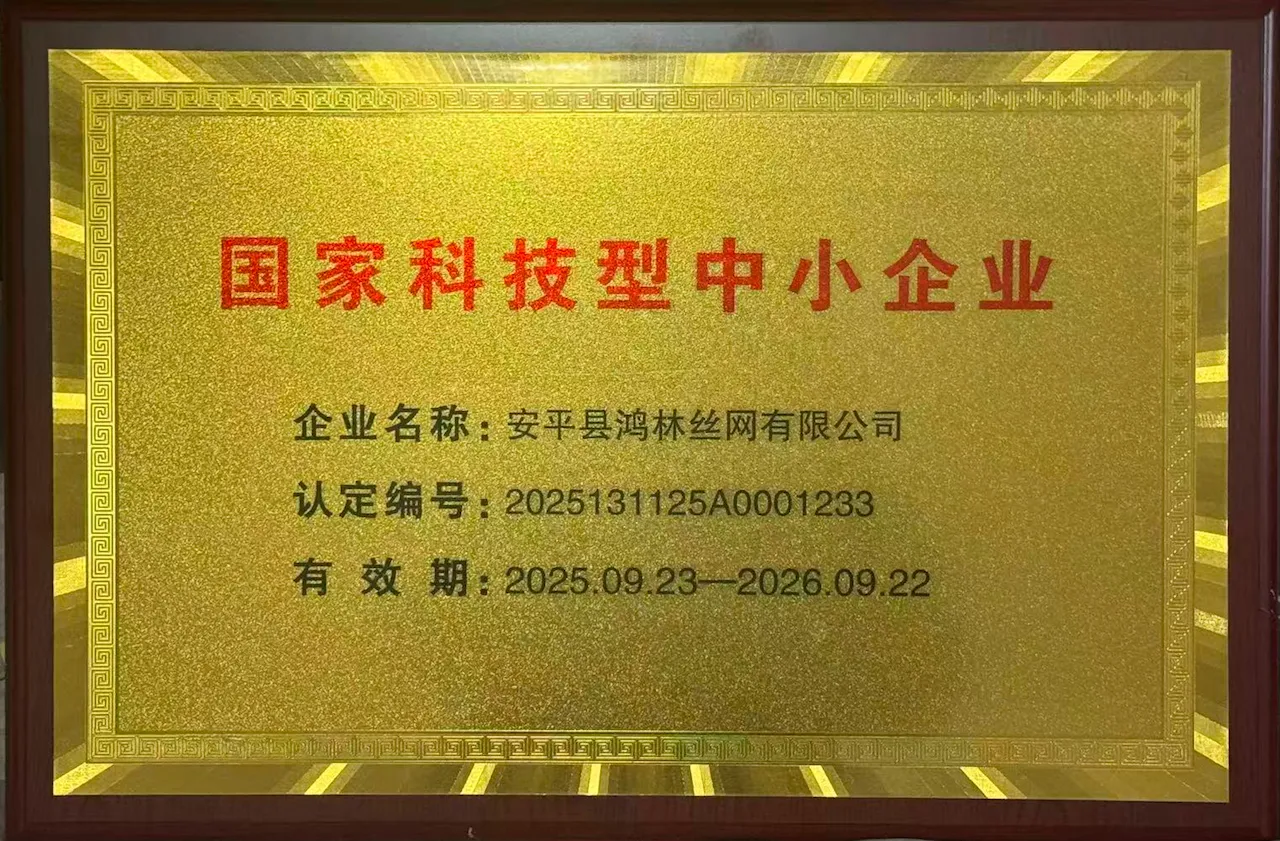 国家科技型中小企业
企业名称：安平县鸿林丝网有限公司
认定编号：2025131125A0001233
有效期：2025.09.23—2026.09.22